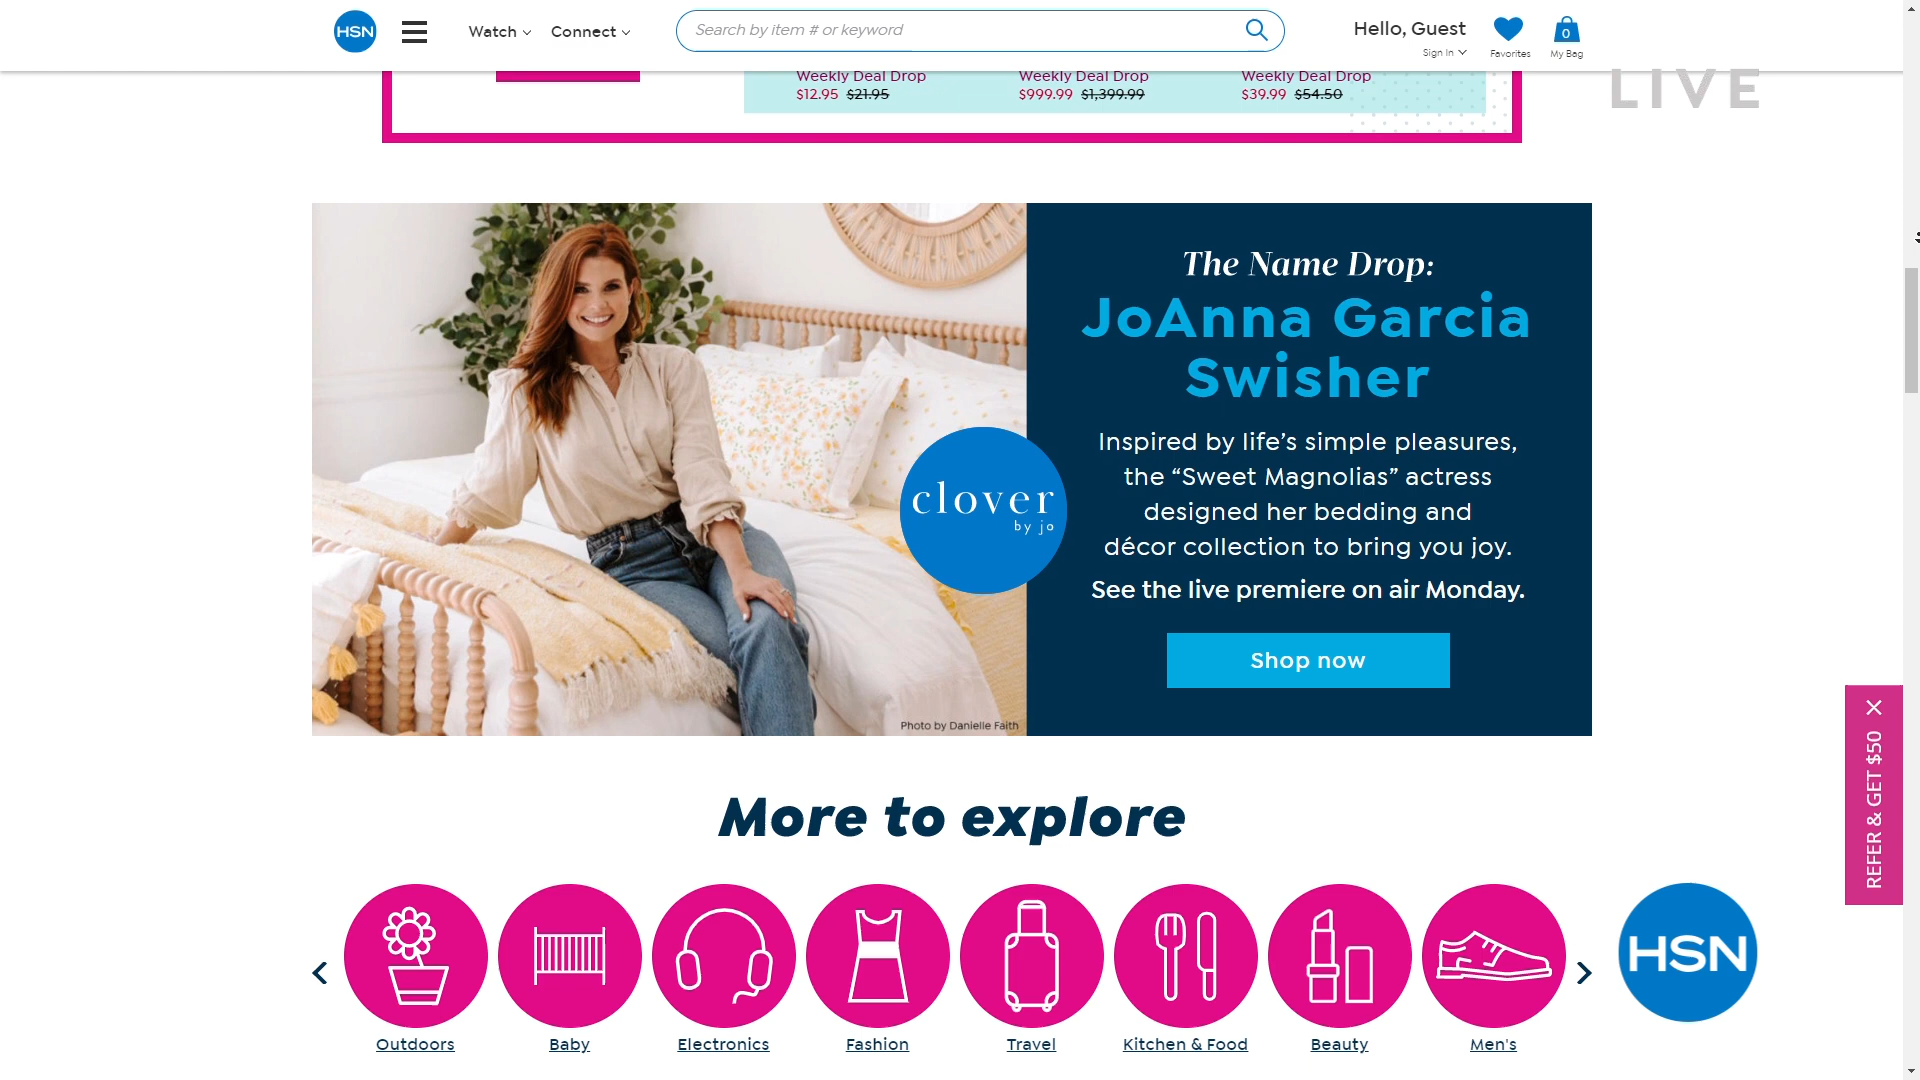 HSN
Watch
Connect
Search by item # or keyword
Hello, Guest
Sign In
Favorites
0
My Bag
LIVE
Weekly Deal Drop
$12.95 $21.95
Weekly Deal Drop
$999.99 $1,399.99
Weekly Deal Drop
$39.99 $54.50
The Name Drop:
JoAnna Garcia
Swisher
Inspired by life’s simple pleasures,
the “Sweet Magnolias” actress
designed her bedding and
décor collection to bring you joy.
See the live premiere on air Monday.
Shop now
clover
by jo
Photo by Danielle Faith
REFER & GET $50
More to explore
HSN
Outdoors
Baby
Electronics
Fashion
Travel
Kitchen & Food
Beauty
Men's